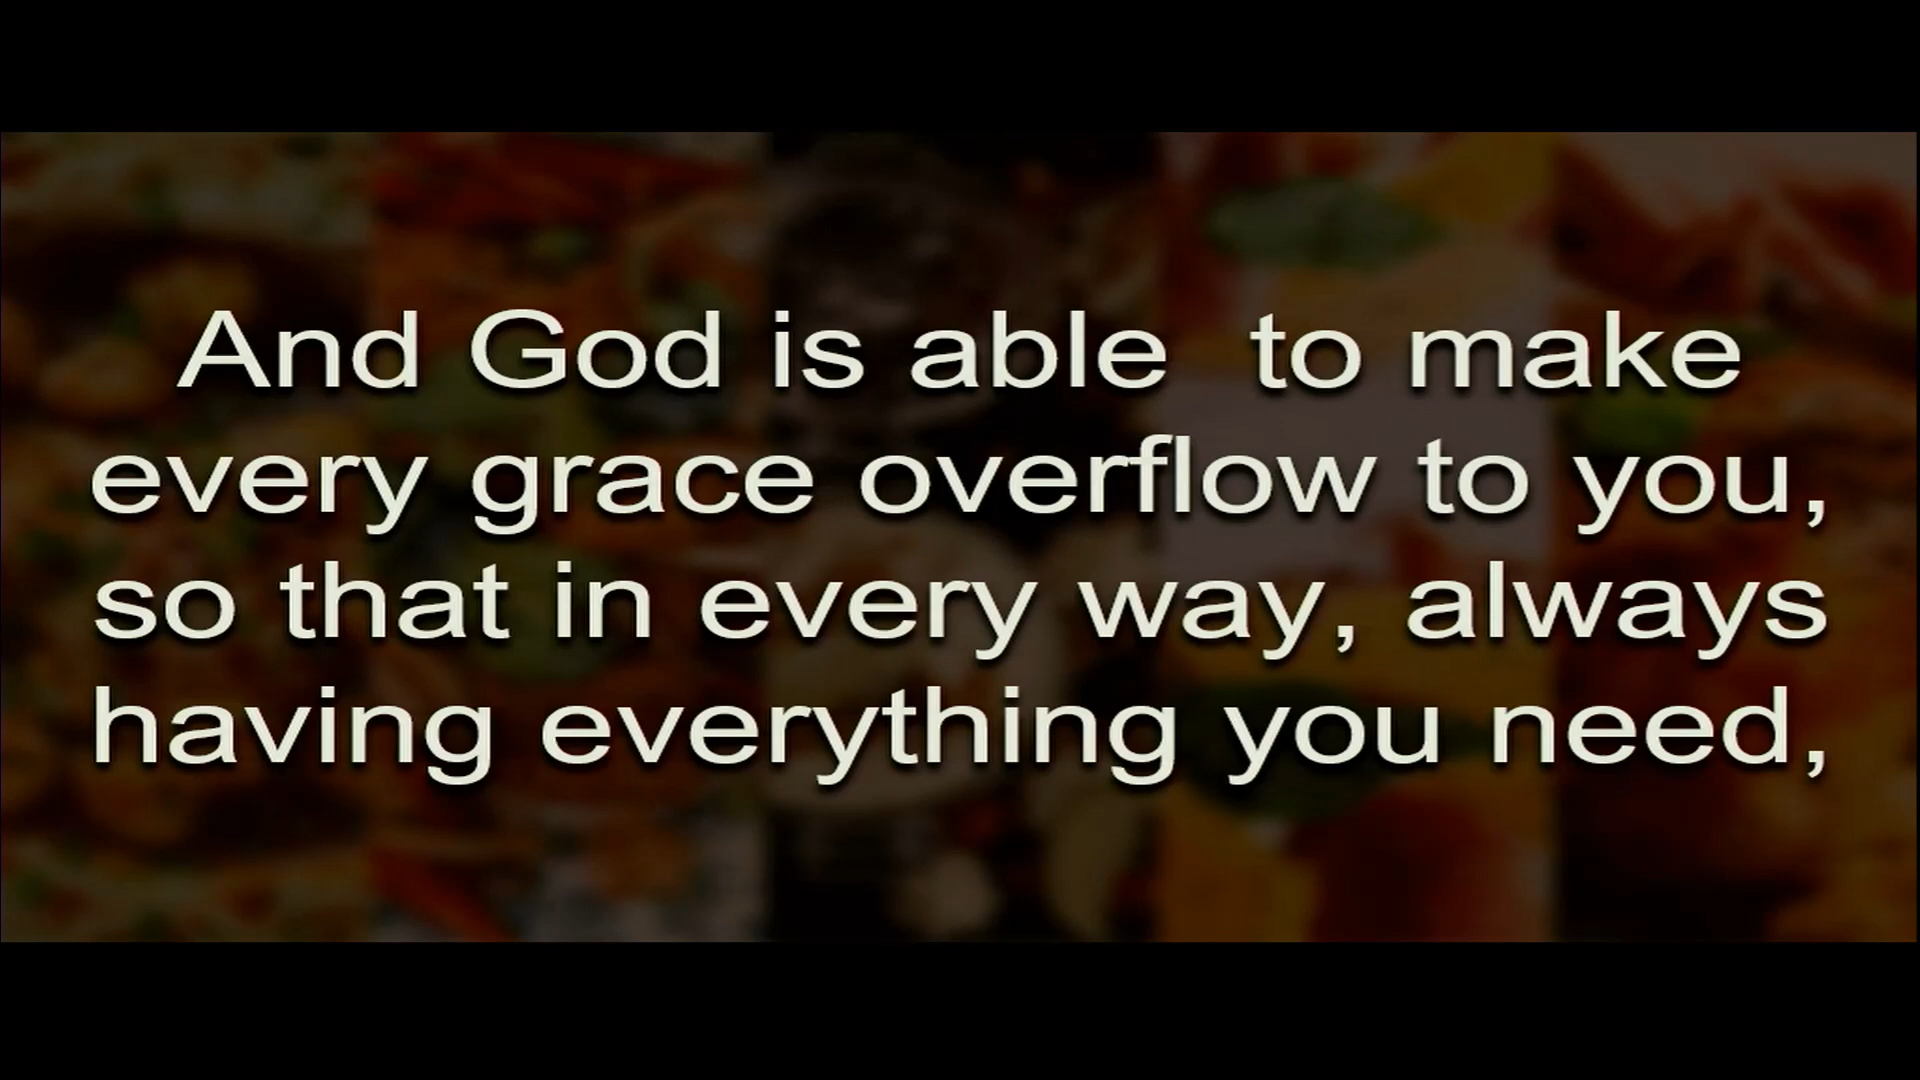 And God is able  to make
every grace overflow to you,
so that in every way, always
having everything you need,